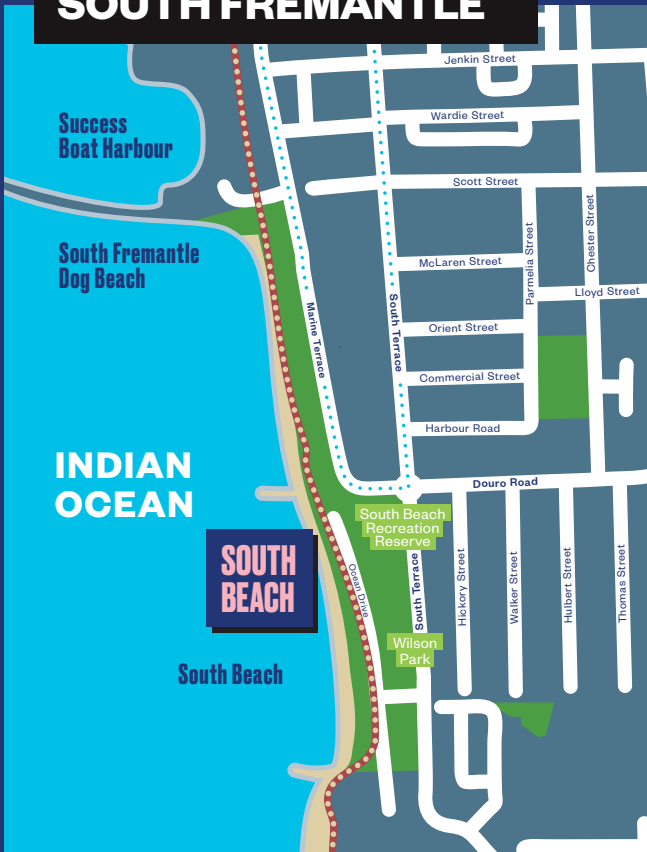 SOUTH FREMANTLE
Jenkin Street
Success
Boat Harbour
Wardie Street
Scott Street
South Fremantle
Dog Beach
McLaren Street
Parmelia Street
Chester Street
Lloyd Street
Marine Terrace
South Terrace
Orient Street
Commercial Street
Harbour Road
INDIAN
OCEAN
Douro Road
South Beach
Recreation
Reserve
SOUTH
BEACH
Ocean Drive
South Terrace
Hickory Street
Walker Street
Hulbert Street
Thomas Street
Wilson
Park
South Beach